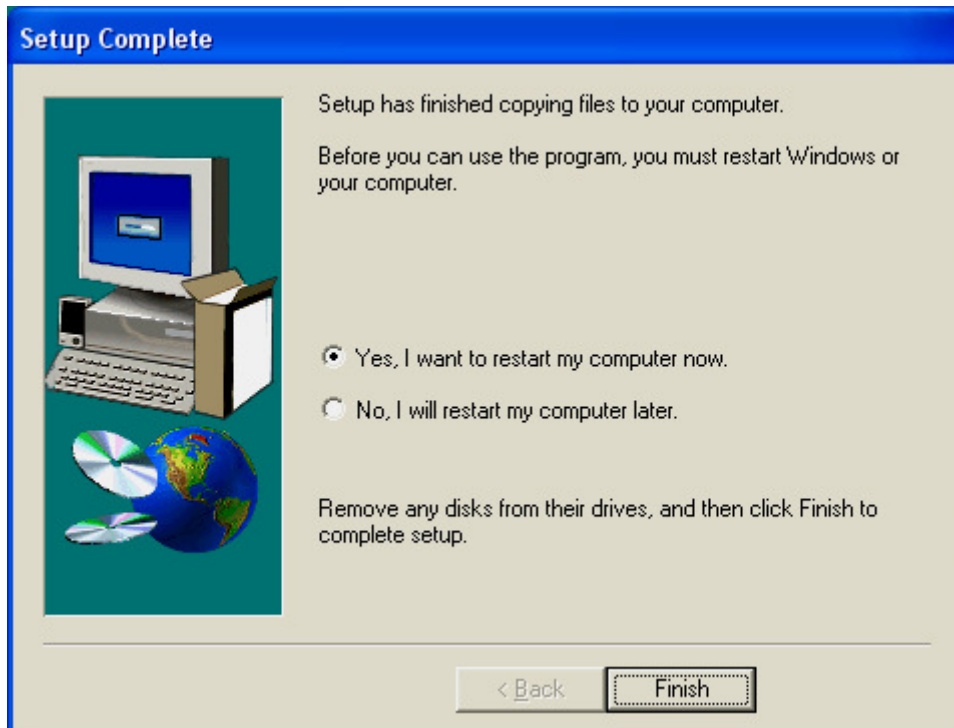 Setup Complete
Setup has finished copying files to your computer.
Before you can use the program, you must restart Windows or
your computer.
Yes, I want to restart my computer now.
No, I will restart my computer later.
Remove any disks from their drives, and then click Finish to
complete setup.
< Back
Finish